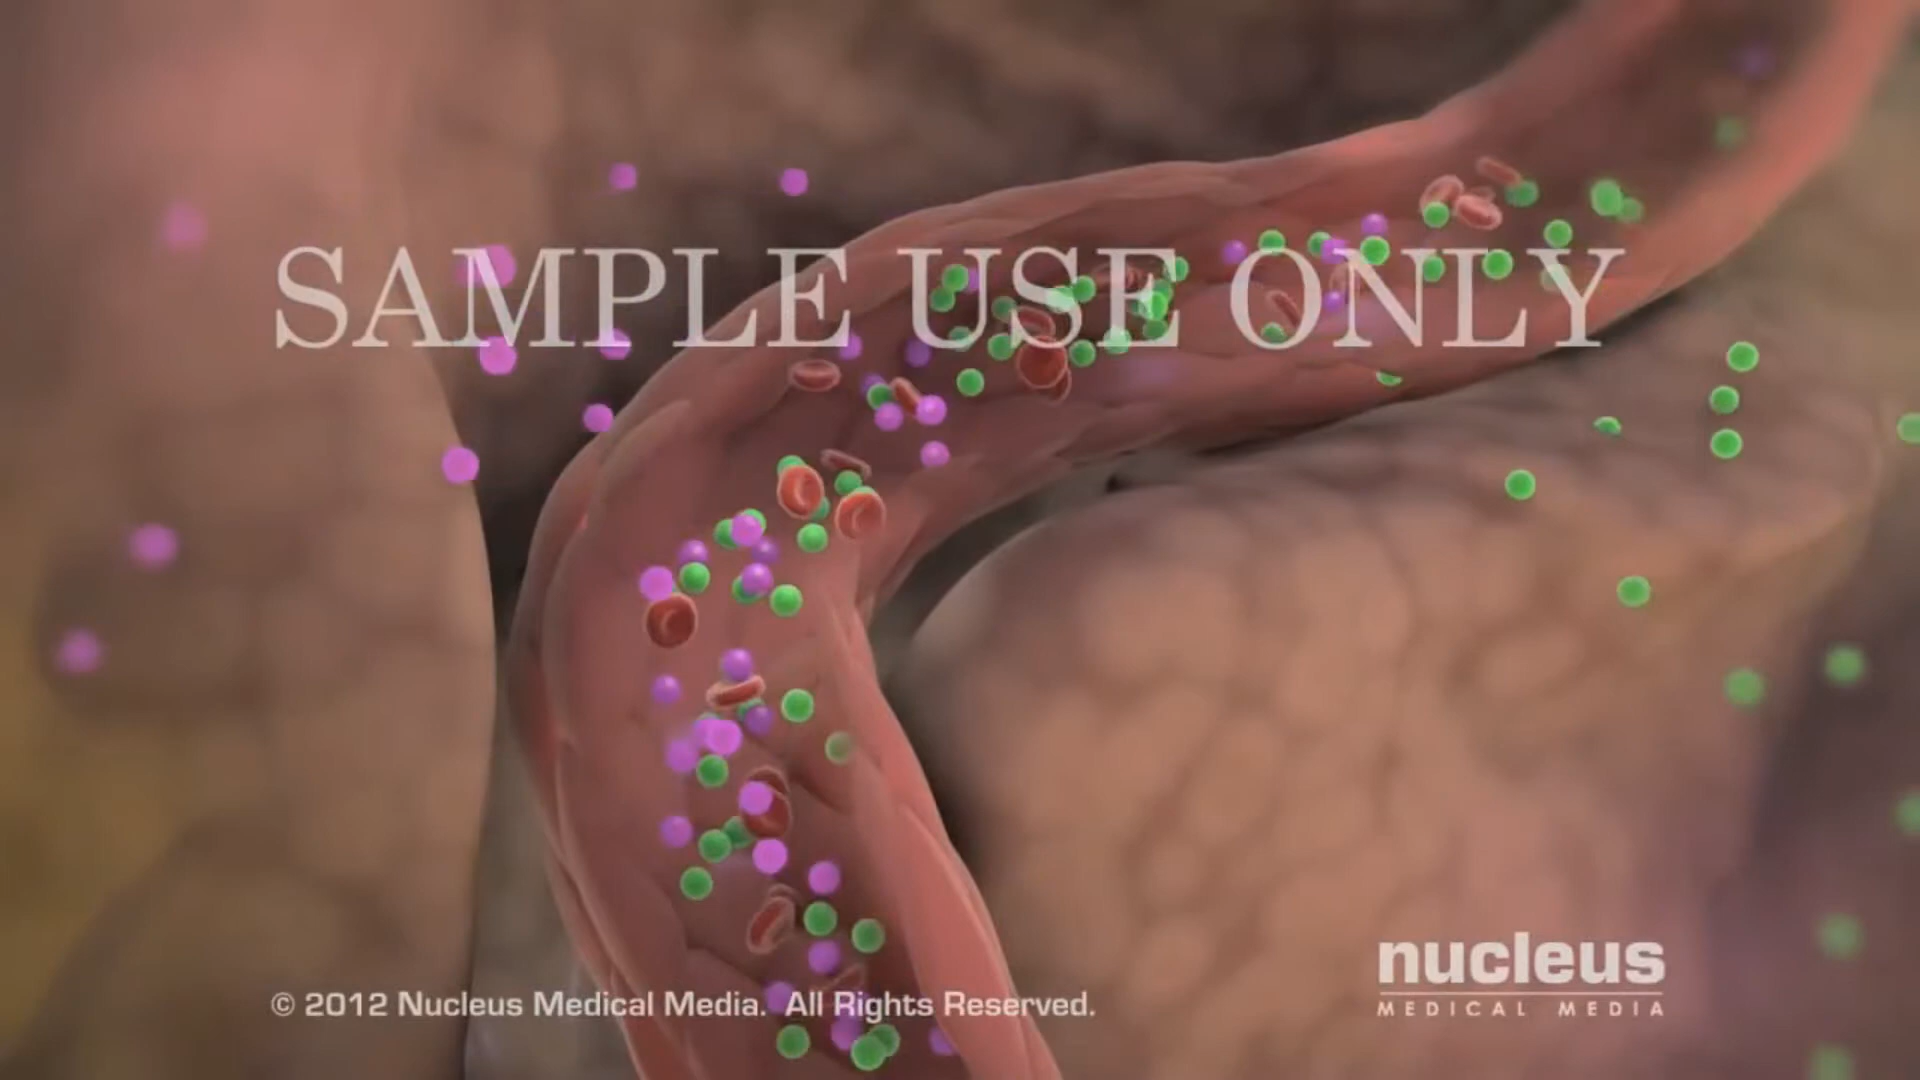 SAMPLE USE ONLY
© 2012 Nucleus Medical Media. All Rights Reserved.
nucleus
MEDICAL MEDIA